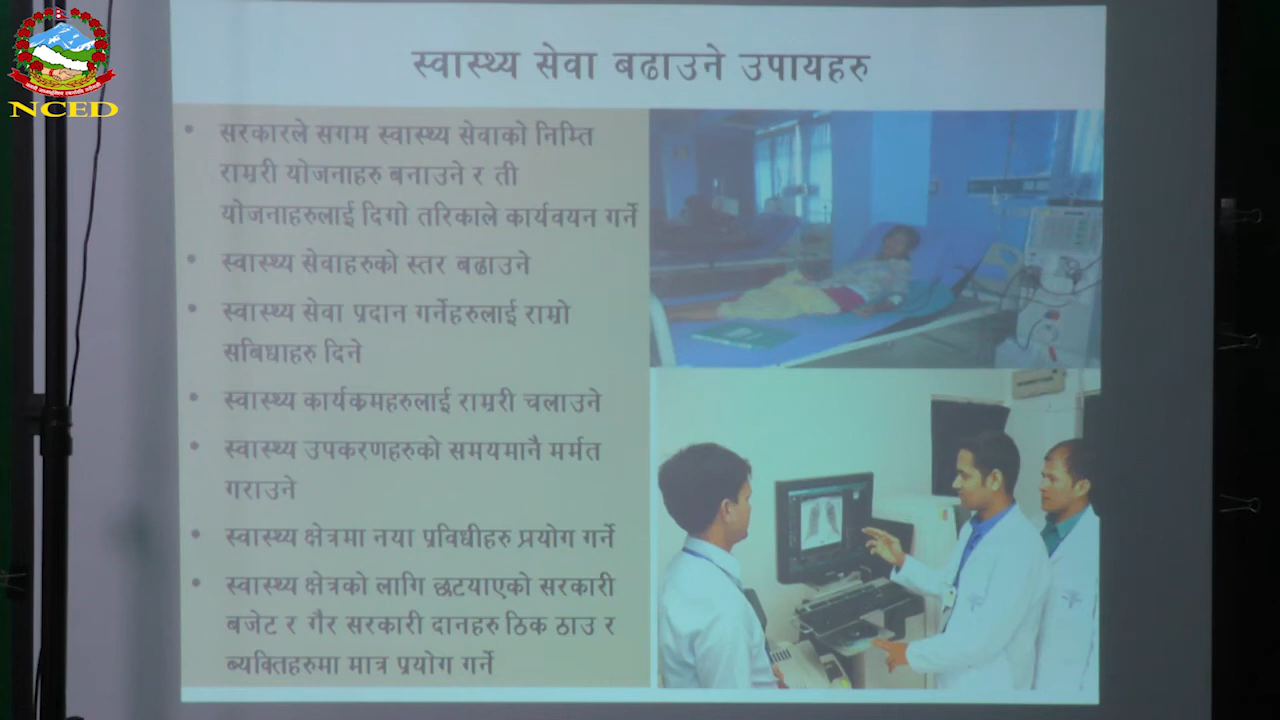 NCED
स्वास्थ्य सेवा बढाउने उपायहरु
• सरकारले सगम स्वास्थ्य सेवाको निम्ति
राम्ररी योजनाहरु बनाउने र ती
योजनाहरुलाई दिगो तरिकाले कार्यवयन गर्ने
• स्वास्थ्य सेवाहरुको स्तर बढाउने
• स्वास्थ्य सेवा प्रदान गर्नेहरुलाई राम्रो
सबिधाहरु दिने
• स्वास्थ्य कार्यकमहरुलाई राम्ररी चलाउने
• स्वास्थ्य उपकरणहरुको समयमानै मर्मत
गराउने
• स्वास्थ्य क्षेत्रमा नया प्रविधीहरु प्रयोग गर्ने
• स्वास्थ्य क्षेत्रको लागि छटयाएको सरकारी
बजेट र गैर सरकारी दानहरु ठिक ठाउ र
ब्यक्तिहरुमा मात्र प्रयोग गर्ने